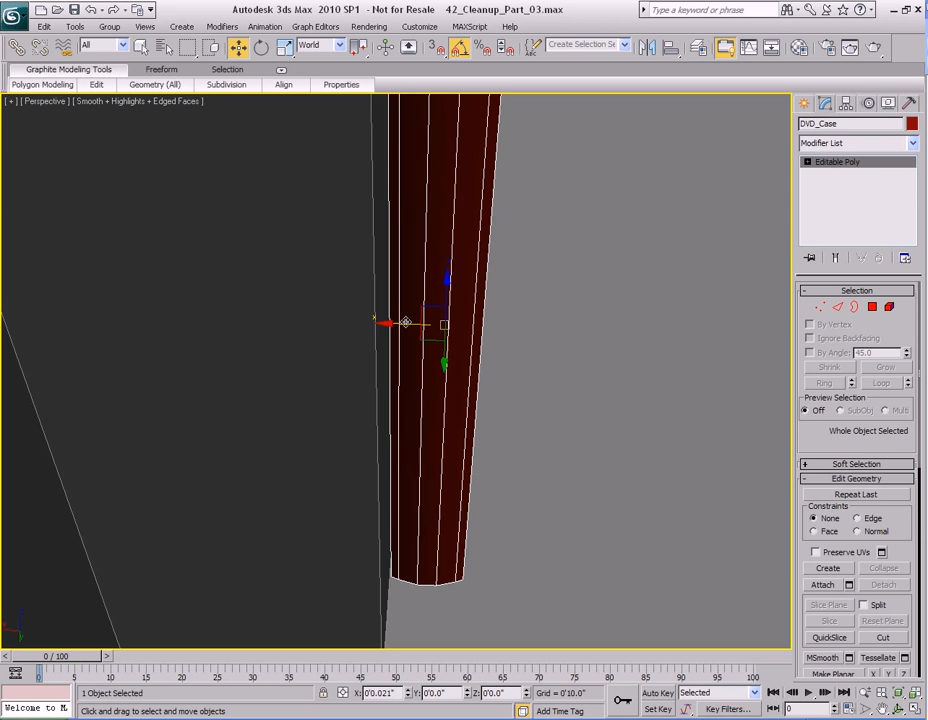 Autodesk 3ds Max 2010 SP1 - Not for Resale 42_Cleanup_Part_03.max
Type a keyword or phrase
Edit Tools Group Views Create Modifiers Animation Graph Editors Rendering Customize MAXScript Help
All World Create Selection Se
Graphite Modeling Tools Freeform Selection
Polygon Modeling Edit Geometry (All) Subdivision Align Properties
[ + ] [ Perspective ] [ Smooth + Highlights + Edged Faces ]
DVD_Case
Modifier List
Editable Poly
Selection
By Vertex
Ignore Backfacing
By Angle: 45.0
Shrink Grow
Ring Loop
Preview Selection
Off SubObj Multi
Whole Object Selected
Soft Selection
Edit Geometry
Repeat Last
Constraints
None Edge
Face Normal
Preserve UVs
Create Collapse
Attach Detach
Slice Plane Split
Slice Reset Plane
QuickSlice Cut
MSmooth Tessellate
Make Planar X Y Z
0 / 100
0 5 10 15 20 25 30 35 40 45 50 55 60 65 70 75 80 85 90 95 100
1 Object Selected X: 0'0.021" Y: 0'0.0" Z: 0'0.0" Grid = 0'10.0" Auto Key Selected
Welcome to M Click and drag to select and move objects Add Time Tag Set Key Key Filters... 0